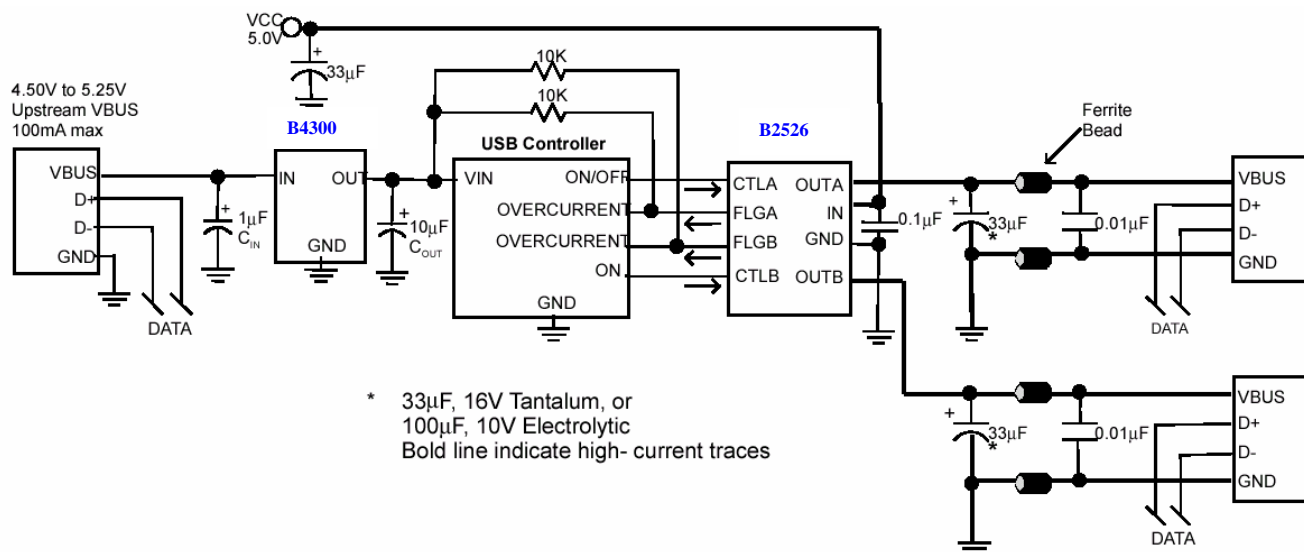 VCC
5.0V
33μF
10K
10K
4.50V to 5.25V
Upstream VBUS
100mA max
B4300
USB Controller
B2526
Ferrite
Bead
VBUS
D+
D-
GND
DATA
1μF
CIN
IN
OUT
GND
10μF
COUT
VIN
ON/OFF
OVERCURRENT
OVERCURRENT
ON
GND
CTLA
FLGA
FLGB
CTLB
OUTA
IN
GND
OUTB
0.1μF
33μF
*
0.01μF
VBUS
D+
D-
GND
DATA
* 33μF, 16V Tantalum, or
100μF, 10V Electrolytic
Bold line indicate high- current traces
33μF
*
0.01μF
VBUS
D+
D-
GND
DATA